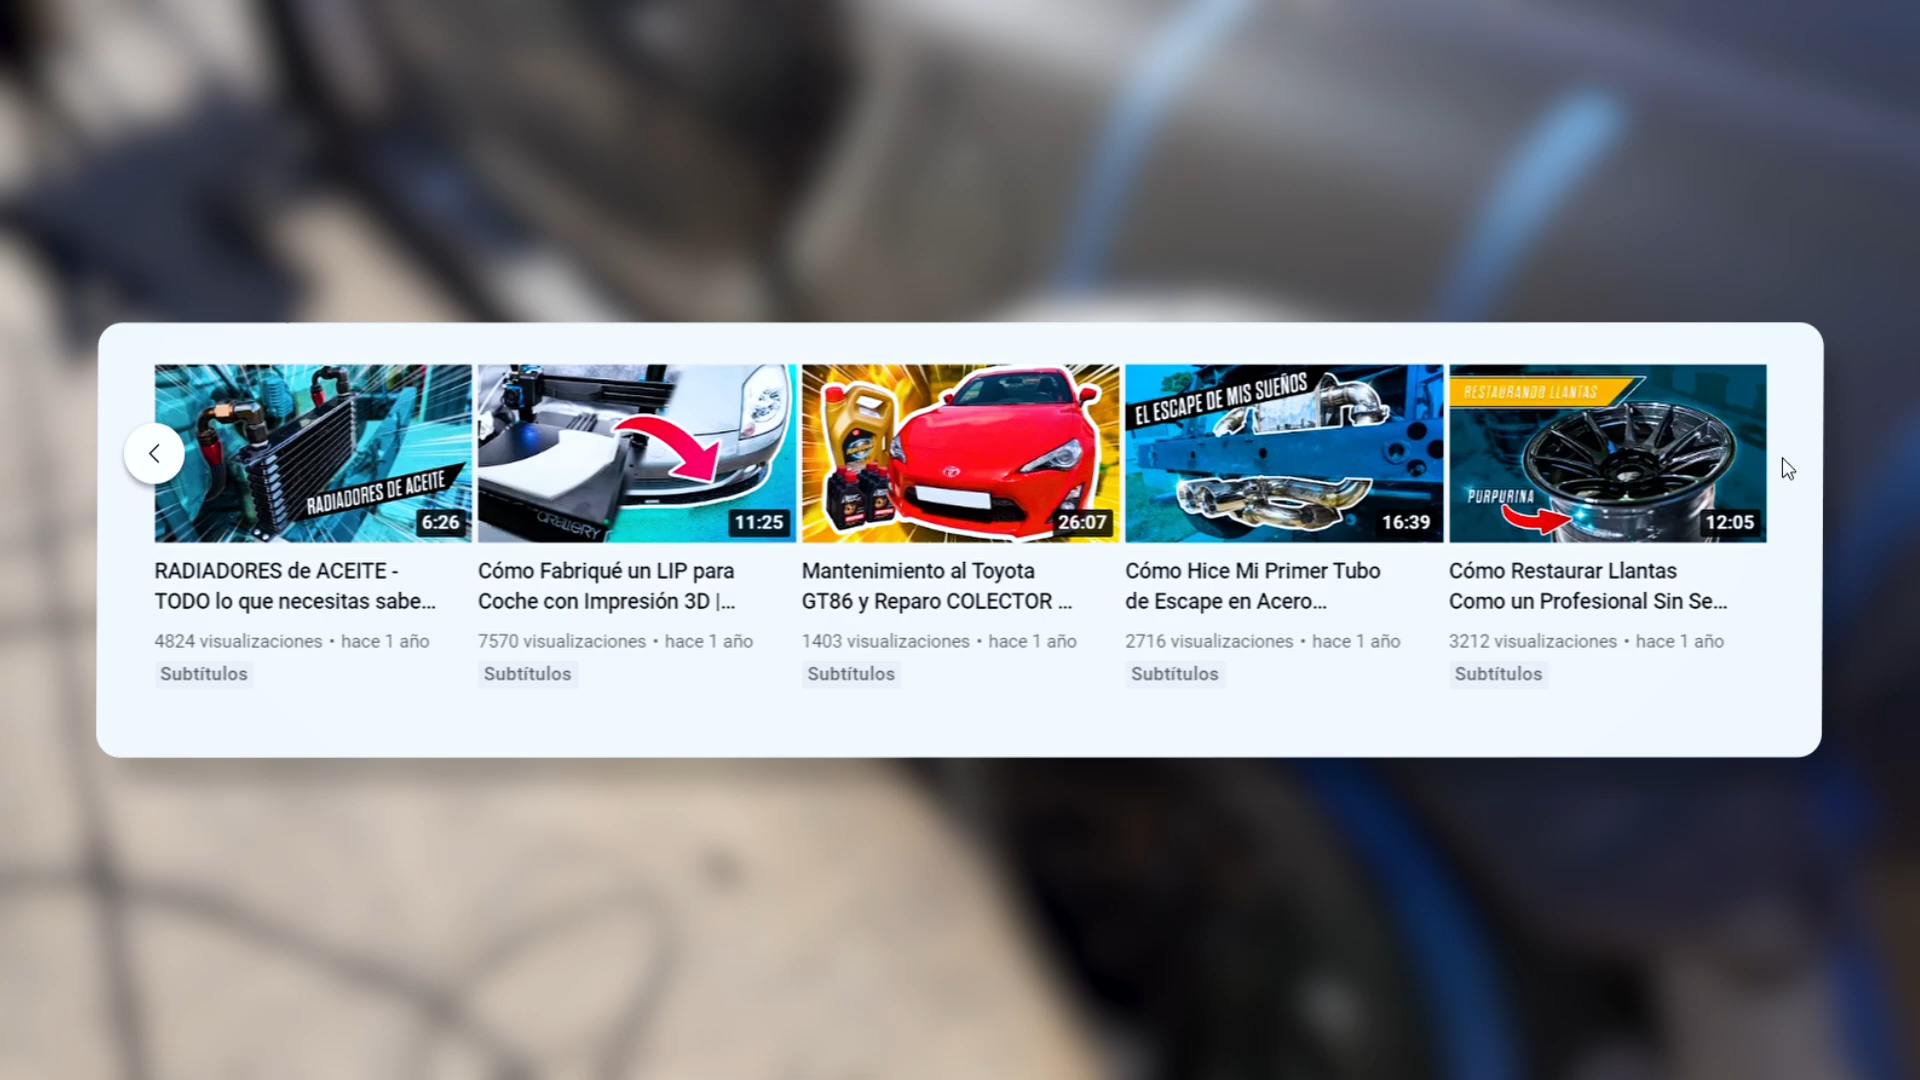 RADIADORES DE ACEITE
6:26
RADIADORES de ACEITE -
TODO lo que necesitas sabe...
4824 visualizaciones • hace 1 año
Subtítulos
ARTILLERY
11:25
Cómo Fabriqué un LIP para
Coche con Impresión 3D |...
7570 visualizaciones • hace 1 año
Subtítulos
26:07
Mantenimiento al Toyota
GT86 y Reparo COLECTOR ...
1403 visualizaciones • hace 1 año
Subtítulos
EL ESCAPE DE MIS SUEÑOS
16:39
Cómo Hice Mi Primer Tubo
de Escape en Acero...
2716 visualizaciones • hace 1 año
Subtítulos
RESTAURANDO LLANTAS
PURPURINA
12:05
Cómo Restaurar Llantas
Como un Profesional Sin Se...
3212 visualizaciones • hace 1 año
Subtítulos